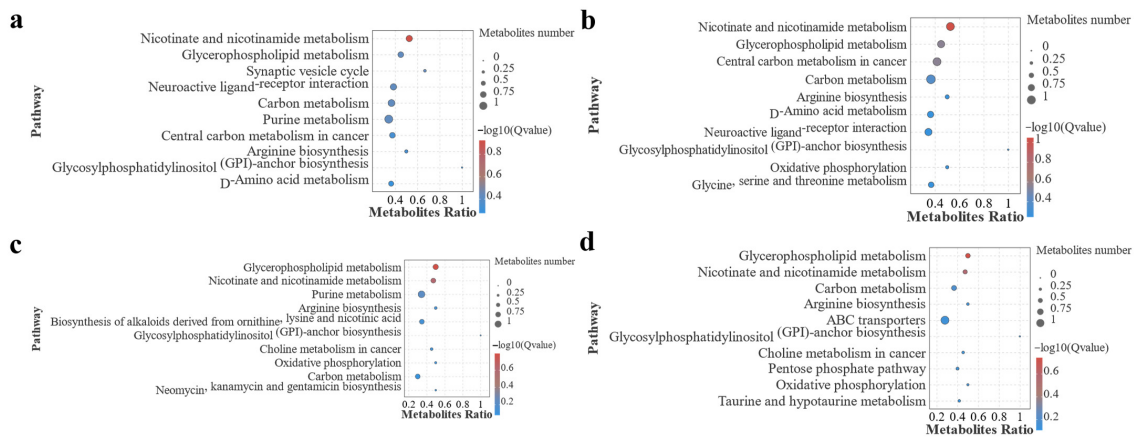 a
Pathway
Nicotinate and nicotinamide metabolism
Glycerophospholipid metabolism
Synaptic vesicle cycle
Neuroactive ligand-receptor interaction
Carbon metabolism
Purine metabolism
Central carbon metabolism in cancer
Arginine biosynthesis
Glycosylphosphatidylinositol (GPI)-anchor biosynthesis
D-Amino acid metabolism
0.4 0.6 0.8 1
Metabolites Ratio
Metabolites number
0
0.25
0.5
0.75
1
−log10(Qvalue)
0.8
0.6
0.4
b
Pathway
Nicotinate and nicotinamide metabolism
Glycerophospholipid metabolism
Central carbon metabolism in cancer
Carbon metabolism
Arginine biosynthesis
D-Amino acid metabolism
Neuroactive ligand-receptor interaction
Glycosylphosphatidylinositol (GPI)-anchor biosynthesis
Oxidative phosphorylation
Glycine, serine and threonine metabolism
0.4 0.6 0.8 1
Metabolites Ratio
Metabolites number
0
0.25
0.5
0.75
1
−log10(Qvalue)
1
0.8
0.6
0.4
c
Pathway
Glycerophospholipid metabolism
Nicotinate and nicotinamide metabolism
Purine metabolism
Arginine biosynthesis
Biosynthesis of alkaloids derived from ornithine, lysine and nicotinic acid
Glycosylphosphatidylinositol (GPI)-anchor biosynthesis
Choline metabolism in cancer
Oxidative phosphorylation
Carbon metabolism
Neomycin, kanamycin and gentamicin biosynthesis
0.2 0.4 0.6 0.8 1
Metabolites Ratio
Metabolites number
0
0.25
0.5
0.75
1
−log10(Qvalue)
0.6
0.4
0.2
d
Pathway
Glycerophospholipid metabolism
Nicotinate and nicotinamide metabolism
Carbon metabolism
Arginine biosynthesis
ABC transporters
Glycosylphosphatidylinositol (GPI)-anchor biosynthesis
Choline metabolism in cancer
Pentose phosphate pathway
Oxidative phosphorylation
Taurine and hypotaurine metabolism
0.2 0.4 0.6 0.8 1
Metabolites Ratio
Metabolites number
0
0.25
0.5
0.75
1
−log10(Qvalue)
0.6
0.4
0.2